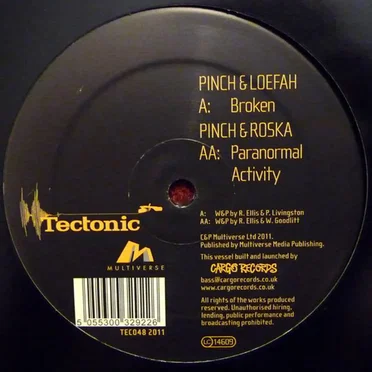 PINCH & LOEFAH
A: Broken
PINCH & ROSKA
AA: Paranormal
Activity
Tectonic
A: W&P by R. Ellis & P. Livingston
AA: W&P by R. Ellis & W. Goodlitt
C&P Multiverse Ltd 2011.
Published by Multiverse Media Publishing.
This vessel built and launched by
CARGO RECORDS
bass@cargorecords.co.uk
www.cargorecords.co.uk
All rights of the works produced
reserved. Unauthorised hiring,
lending, public performance and
broadcasting prohibited.
LC 14609
MULTIVERSE
5 055300 329226
TEC048 2011